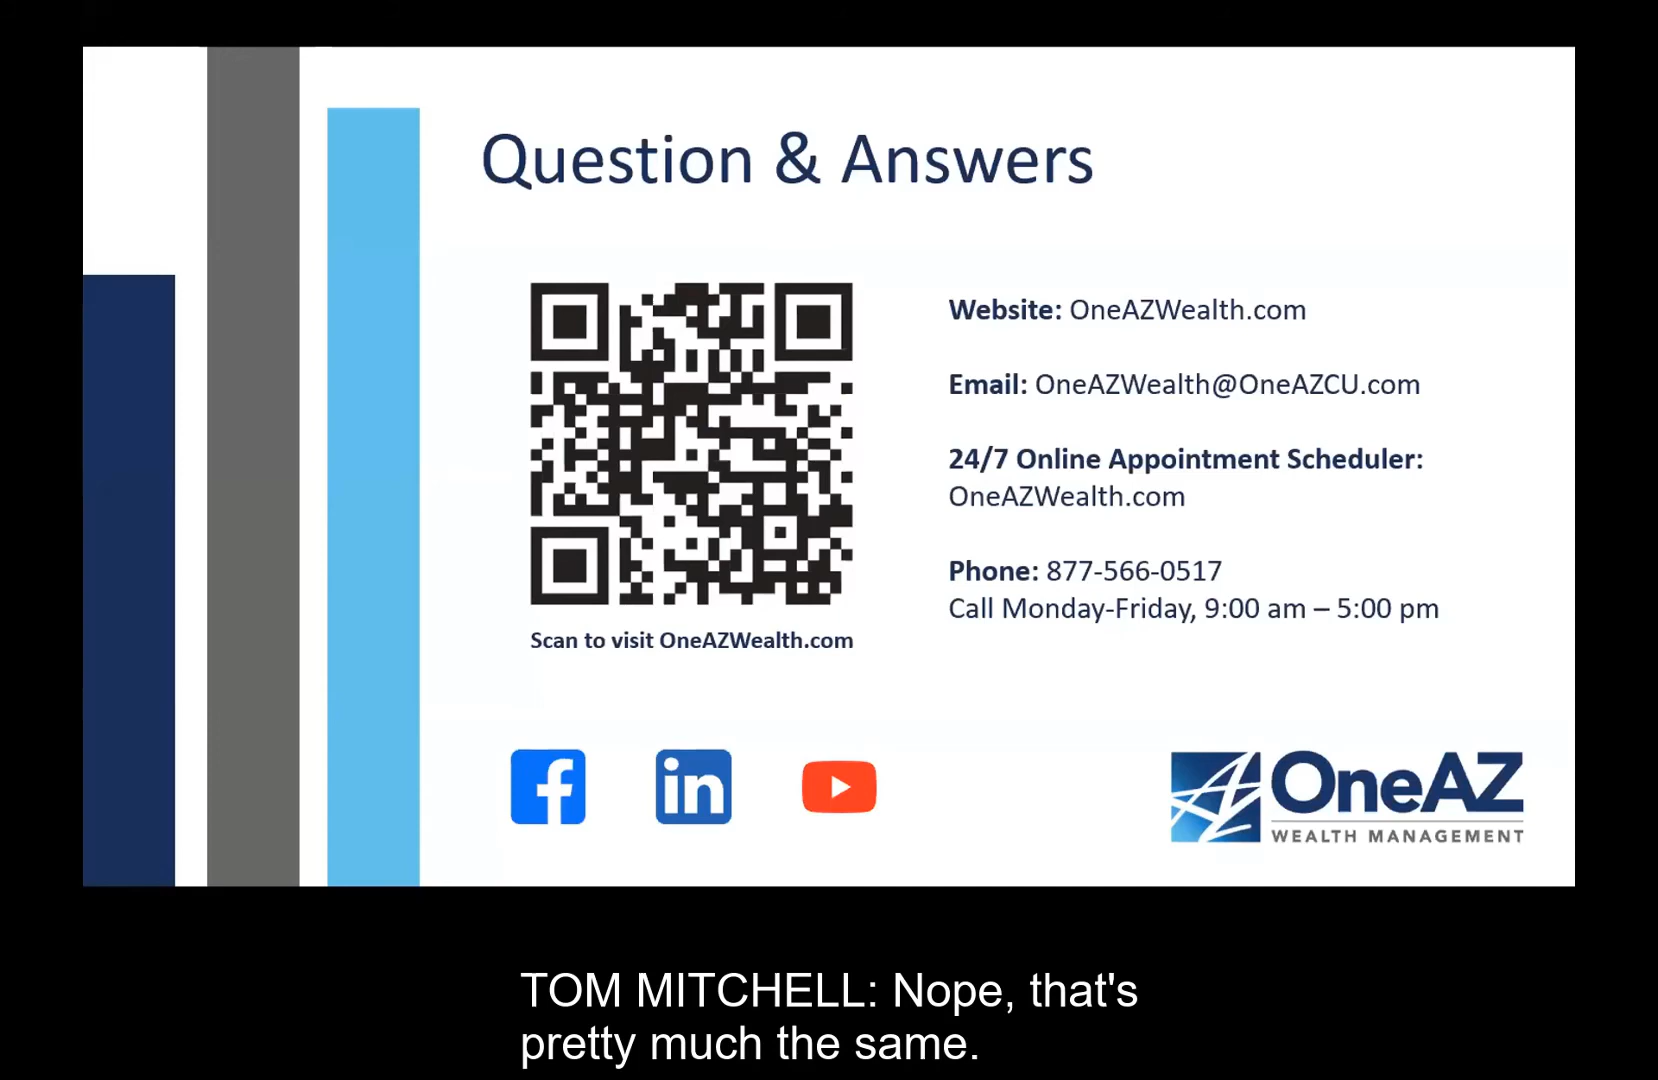 Question & Answers
Website: OneAZWealth.com
Email: OneAZWealth@OneAZCU.com
24/7 Online Appointment Scheduler:
OneAZWealth.com
Phone: 877-566-0517
Call Monday-Friday, 9:00 am – 5:00 pm
Scan to visit OneAZWealth.com
f
in
OneAZ
WEALTH MANAGEMENT
TOM MITCHELL: Nope, that's
pretty much the same.